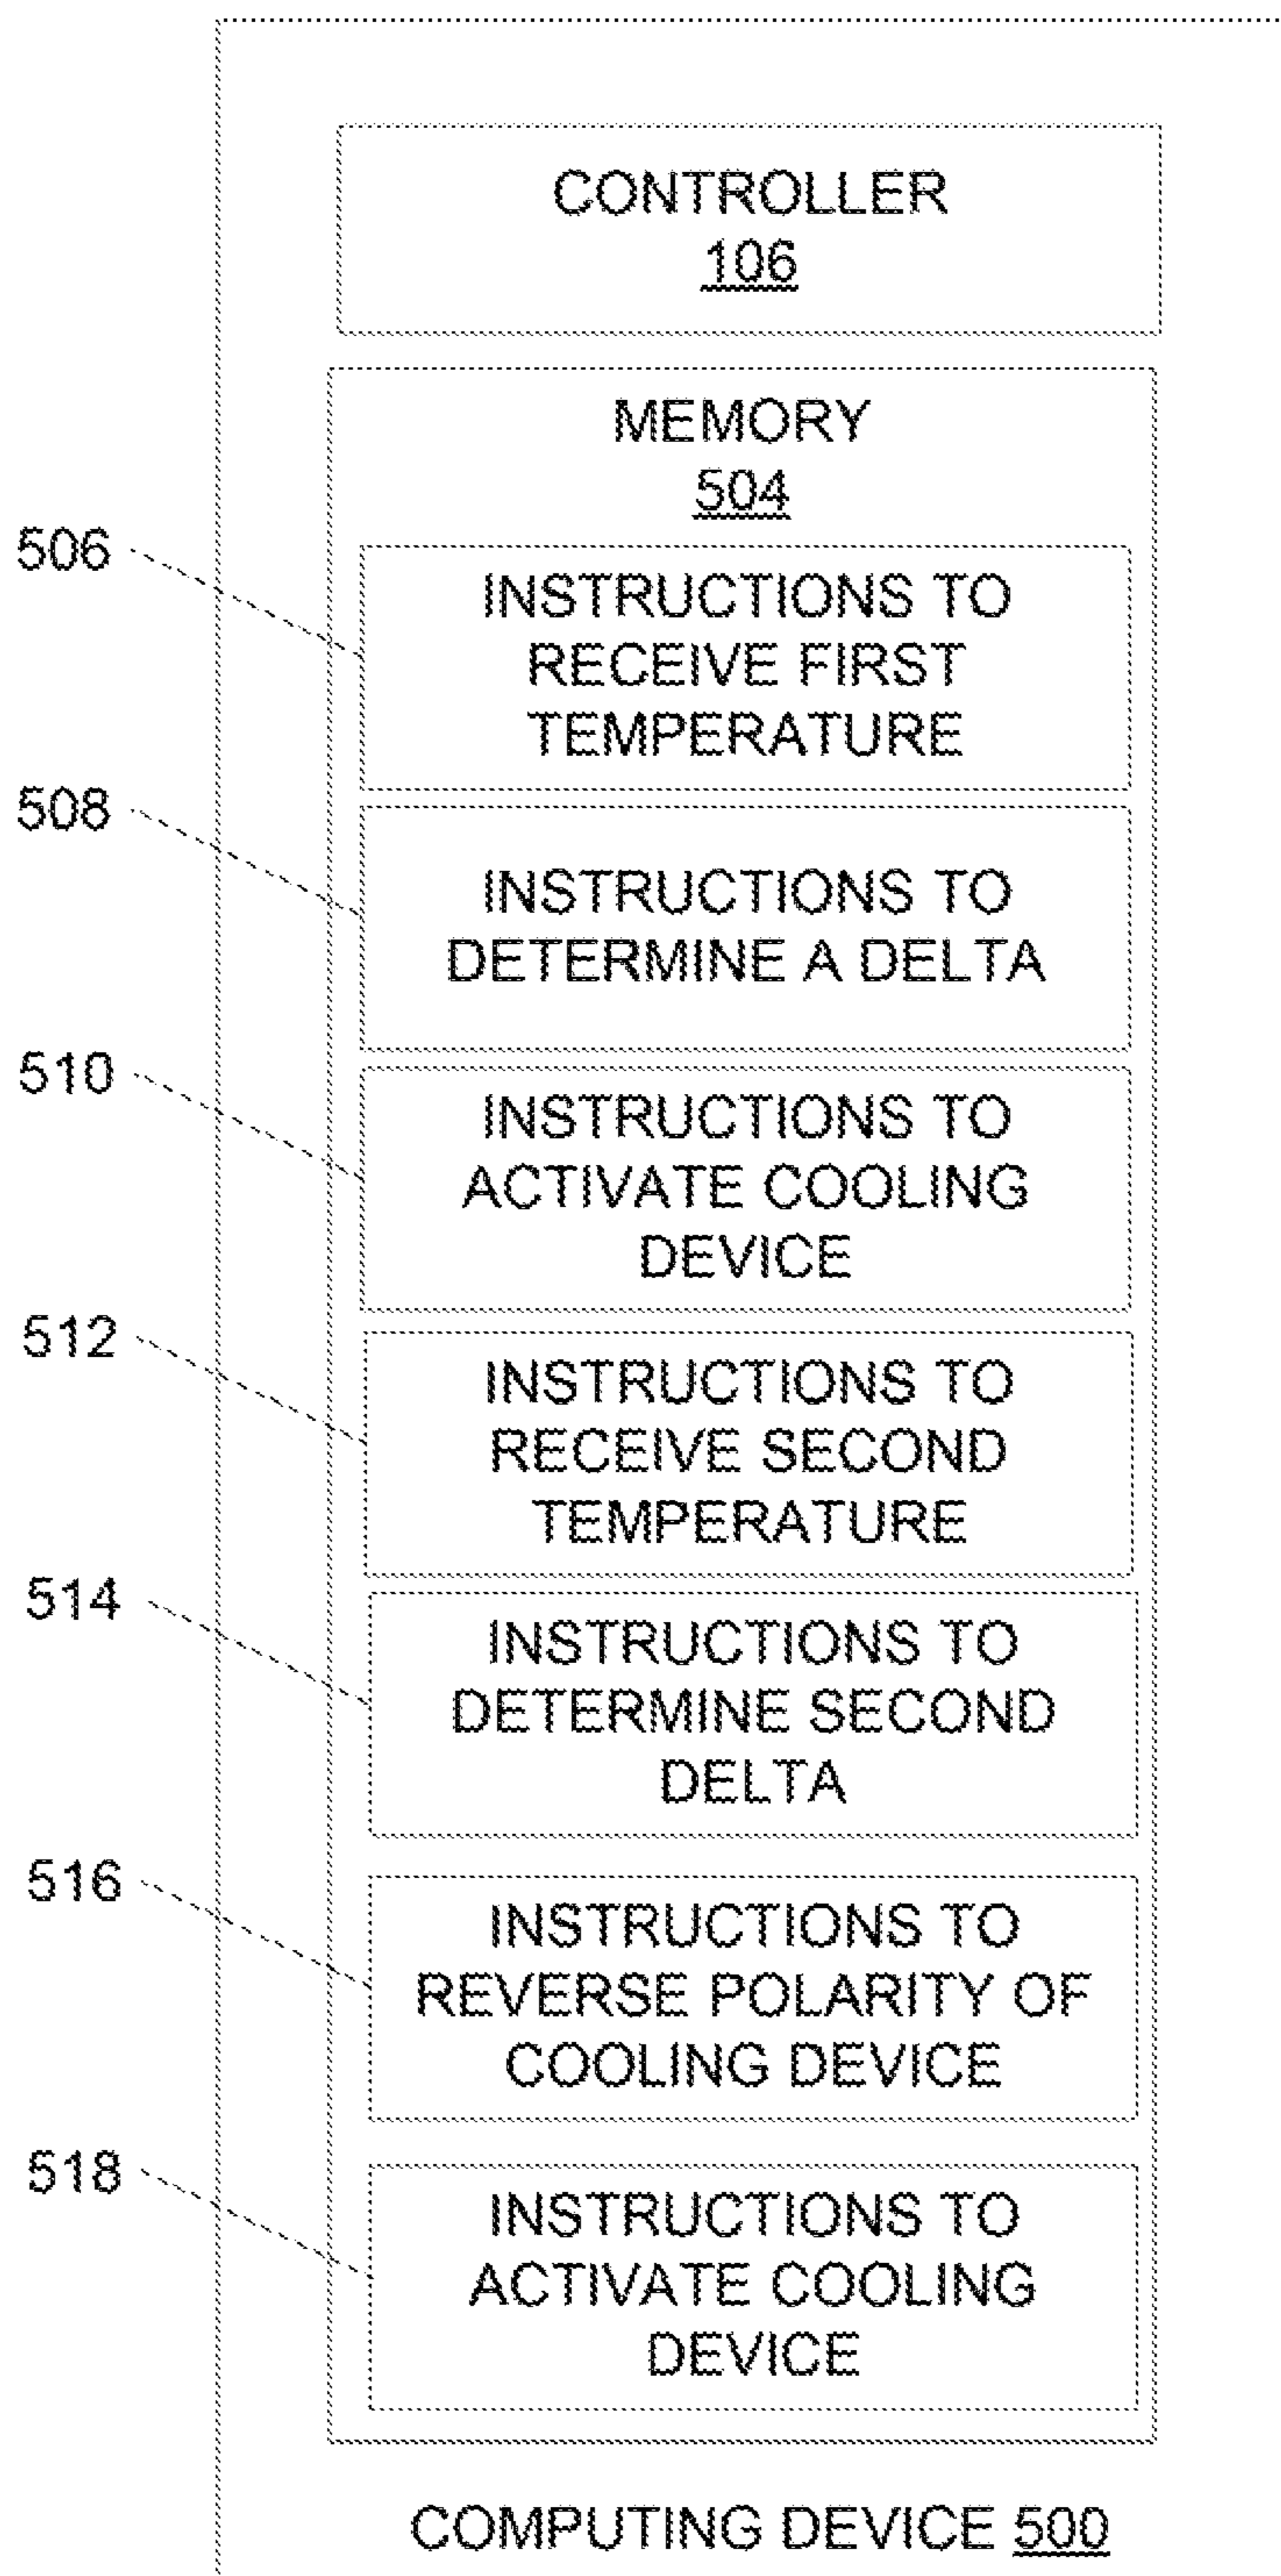 CONTROLLER
106
MEMORY
504
506
INSTRUCTIONS TO
RECEIVE FIRST
TEMPERATURE
508
INSTRUCTIONS TO
DETERMINE A DELTA
510
INSTRUCTIONS TO
ACTIVATE COOLING
DEVICE
512
INSTRUCTIONS TO
RECEIVE SECOND
TEMPERATURE
514
INSTRUCTIONS TO
DETERMINE SECOND
DELTA
516
INSTRUCTIONS TO
REVERSE POLARITY OF
COOLING DEVICE
518
INSTRUCTIONS TO
ACTIVATE COOLING
DEVICE
COMPUTING DEVICE 500